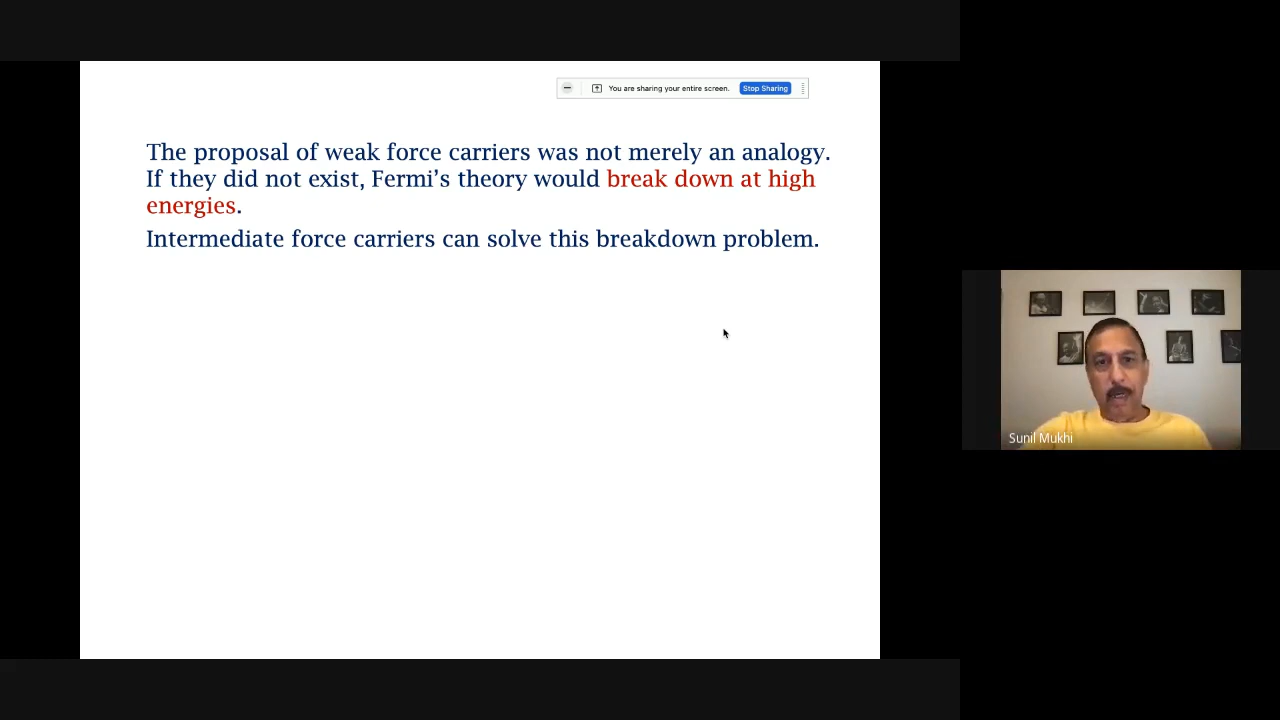 You are sharing your entire screen. Stop Sharing
The proposal of weak force carriers was not merely an analogy.
If they did not exist, Fermi’s theory would break down at high
energies.
Intermediate force carriers can solve this breakdown problem.
Sunil Mukhi